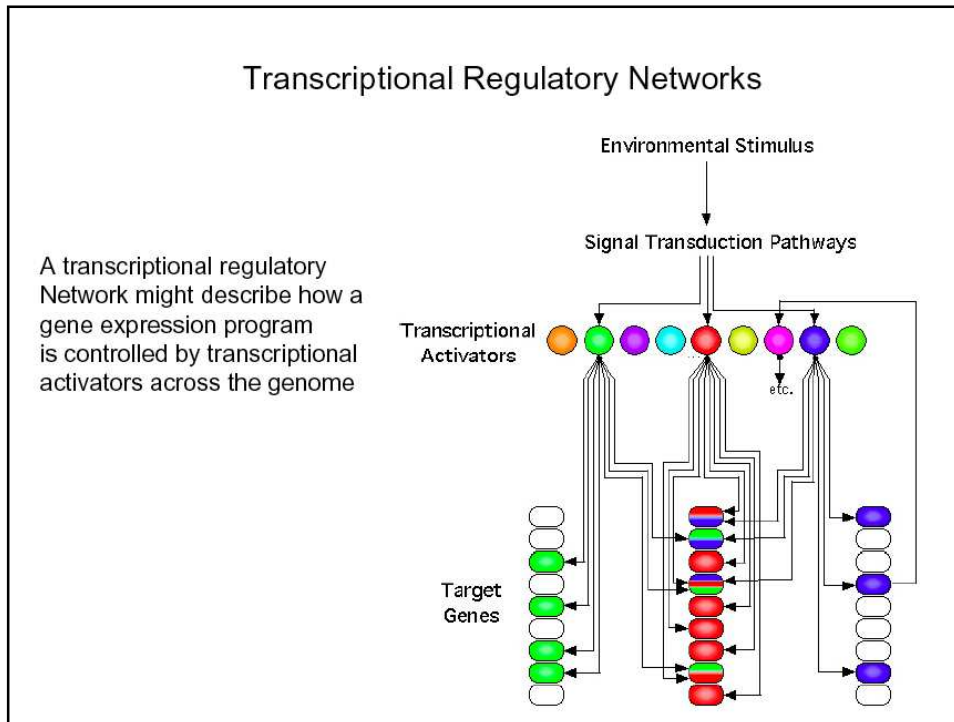 Transcriptional Regulatory Networks
A transcriptional regulatory
Network might describe how a
gene expression program
is controlled by transcriptional
activators across the genome
Environmental Stimulus
Signal Transduction Pathways
Transcriptional
Activators
etc.
Target
Genes